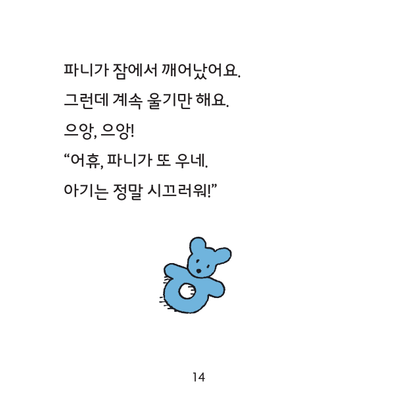 파니가 잠에서 깨어났어요.
그런데 계속 울기만 해요.
으앙, 으앙!
“어휴, 파니가 또 우네.
아기는 정말 시끄러워!”
14